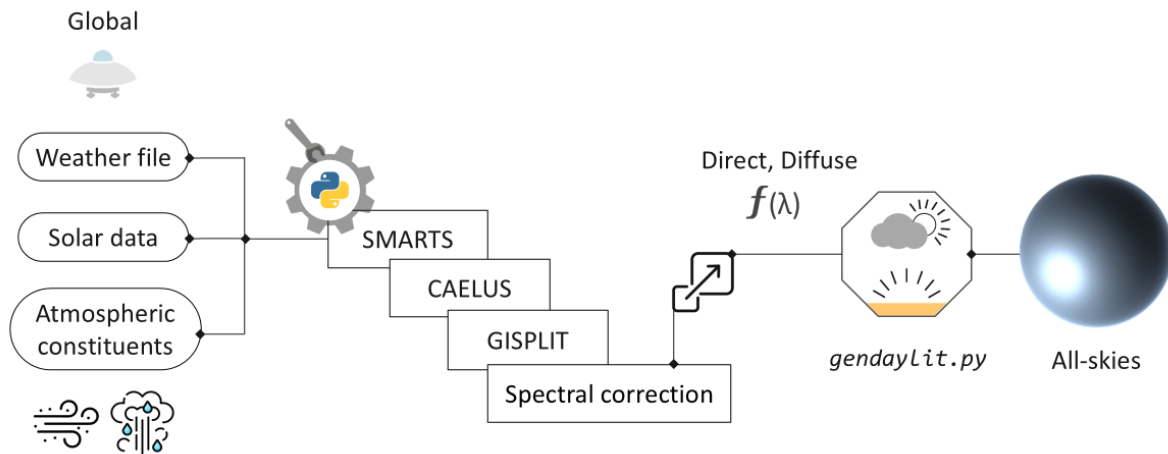 Global
Weather file
Solar data
Atmospheric
constituents
SMARTS
CAELUS
GISPLIT
Spectral correction
Direct, Diffuse
f(λ)
gendaylit.py
All-skies